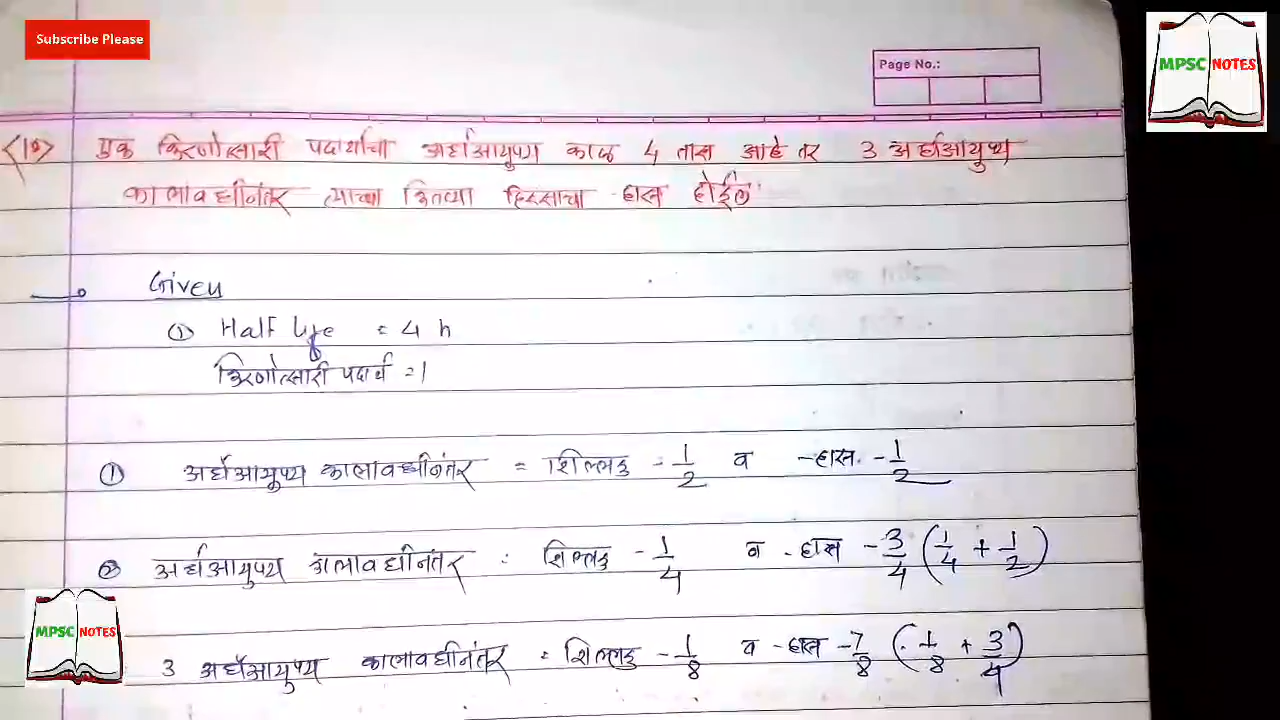 Subscribe Please
MPSC NOTES
Page No.:
<10> एक किरणोत्सारी पदार्थाचा अर्धआयुष्य काळ 4 तास आहे तर 3 अर्धआयुष्य
कालावधीनंतर त्याच्या कितव्या हिस्साचा ऱ्हास होईल
Given
① Half life = 4 h
किरणोत्सारी पदार्थ = 1
① अर्धआयुष्य कालावधीनंतर = शिल्लक - 1/2 व ऱ्हास - 1/2
② अर्धआयुष्य कालावधीनंतर = शिल्लक - 1/4 व ऱ्हास - 3/4 (1/4 + 1/2)
MPSC NOTES
3 अर्धआयुष्य कालावधीनंतर = शिल्लक - 1/8 व ऱ्हास - 7/8 (1/8 + 3/4)